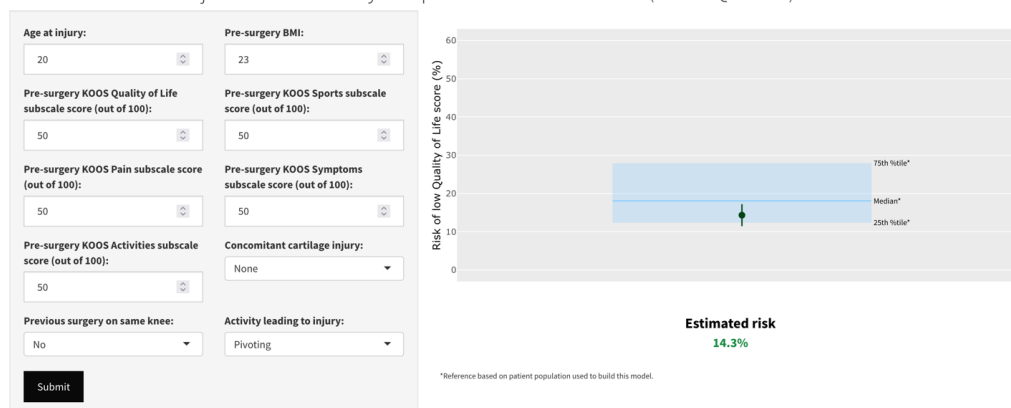 Age at injury:
20
Pre-surgery BMI:
23
Pre-surgery KOOS Quality of Life
subscale score (out of 100):
50
Pre-surgery KOOS Sports subscale
score (out of 100):
50
Pre-surgery KOOS Pain subscale score
(out of 100):
50
Pre-surgery KOOS Symptoms
subscale score (out of 100):
50
Pre-surgery KOOS Activities subscale
score (out of 100):
50
Concomitant cartilage injury:
None
Previous surgery on same knee:
No
Activity leading to injury:
Pivoting
Submit
Risk of low Quality of Life score (%)
60
50
40
30
20
10
0
75th %tile*
Median*
25th %tile*
Estimated risk
14.3%
*Reference based on patient population used to build this model.